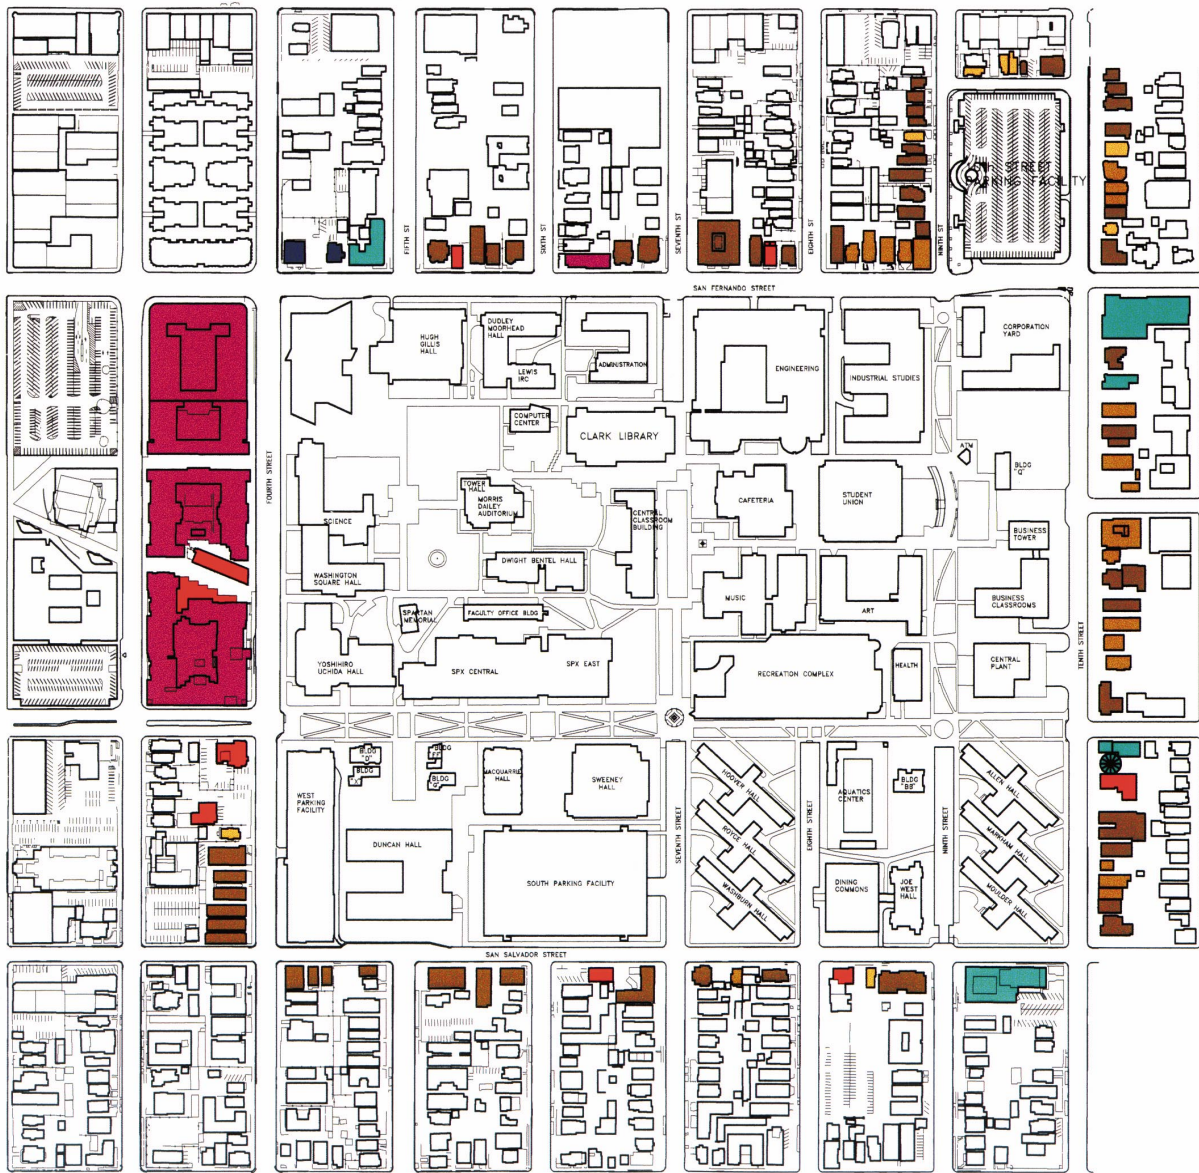 STREET
PARKING FACILITY
FIFTH ST
SIXTH ST
SEVENTH ST
EIGHTH ST
NINTH ST
SAN FERNANDO STREET
HUGH
GILLIS
HALL
DUDLEY
MOORHEAD
HALL
LEWIS
IRC
ADMINISTRATION
ENGINEERING
INDUSTRIAL STUDIES
CORPORATION
YARD
COMPUTER
CENTER
CLARK LIBRARY
FOURTH STREET
ATM
BLDG
"Q"
TOWER
HALL
MORRIS
DAILEY
AUDITORIUM
CENTRAL
CLASSROOM
BUILDING
CAFETERIA
STUDENT
UNION
SCIENCE
BUSINESS
TOWER
DWIGHT BENTEL HALL
WASHINGTON
SQUARE HALL
MUSIC
ART
BUSINESS
CLASSROOMS
SPARTAN
MEMORIAL
FACULTY OFFICE BLDG
TENTH STREET
YOSHIHIRO
UCHIDA HALL
SPX CENTRAL
SPX EAST
RECREATION COMPLEX
HEALTH
CENTRAL
PLANT
BLDG
"D"
BLDG
"X"
BLDG
"F"
BLDG
MACQUARRIE
HALL
SWEENEY
HALL
WEST
PARKING
FACILITY
HOOVER HALL
ROYCE HALL
WASHBURN HALL
AQUATICS
CENTER
BLDG
"BB"
ALLEN HALL
MARKHAM HALL
MOULDER HALL
SEVENTH STREET
EIGHTH STREET
NINTH STREET
DUNCAN HALL
SOUTH PARKING FACILITY
DINING
COMMONS
JOE
WEST
HALL
SAN SALVADOR STREET